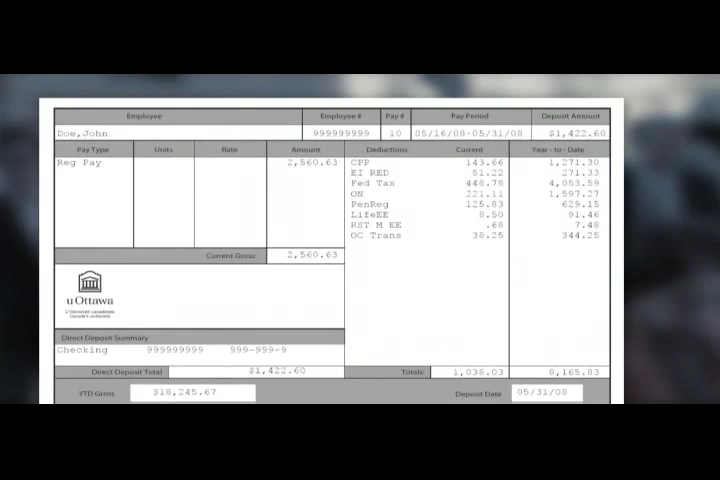 Employee Employee # Pay # Pay Period Deposit Amount
Doe,John 999999999 10 05/16/08-05/31/08 $1,422.60
Pay Type Units Rate Amount Deductions Current Year - to - Date
Reg Pay 2,560.63 CPP 143.66 1,271.30
EI RED 51.22 271.33
Fed Tax 448.78 4,053.59
ON 221.11 1,597.27
PenReg 125.83 629.15
LifeEE 8.50 91.46
RST M EE .68 7.48
OC Trans 38.25 344.25
Current Gross: 2,560.63
uOttawa
L'Université canadienne
Canada's university
Direct Deposit Summary
Checking 999999999 999-999-9
Direct Deposit Total $1,422.60 Totals: 1,038.03 8,165.83
YTD Gross $18,245.67 Deposit Date 05/31/08